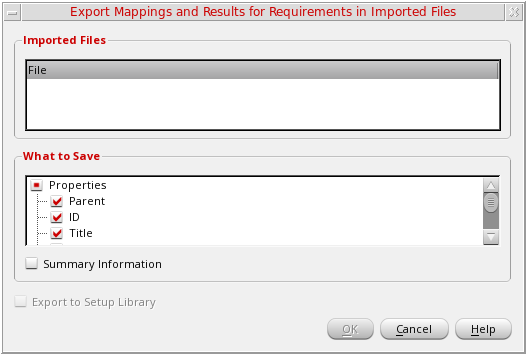 Export Mappings and Results for Requirements in Imported Files
Imported Files
File
What to Save
Properties
Parent
ID
Title
Summary Information
Export to Setup Library
OK Cancel Help